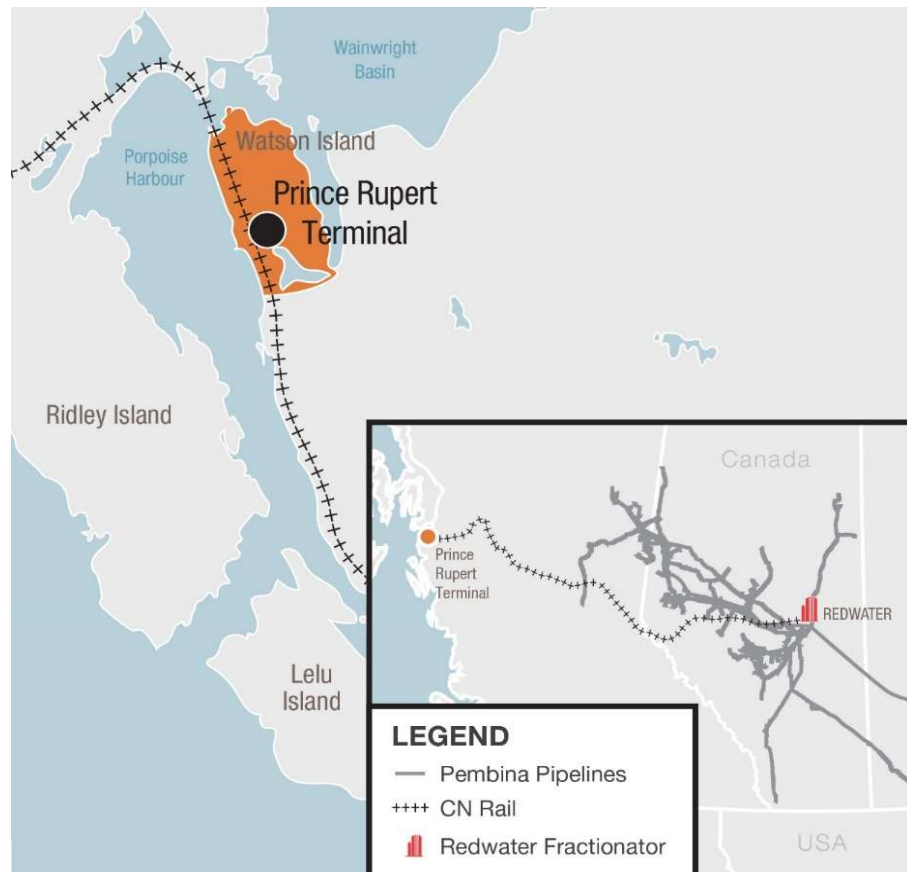 Wainwright
Basin
Watson Island
Porpoise
Harbour
Prince Rupert
Terminal
Ridley Island
Lelu
Island
Canada
Prince
Rupert
Terminal
REDWATER
LEGEND
Pembina Pipelines
CN Rail
Redwater Fractionator
USA